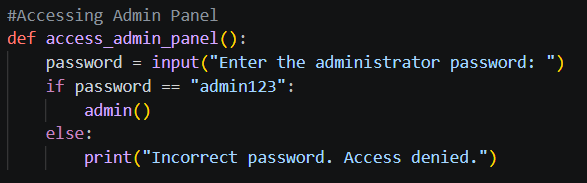 #Accessing Admin Panel
def access_admin_panel():
    password = input("Enter the administrator password: ")
    if password == "admin123":
        admin()
    else:
        print("Incorrect password. Access denied.")